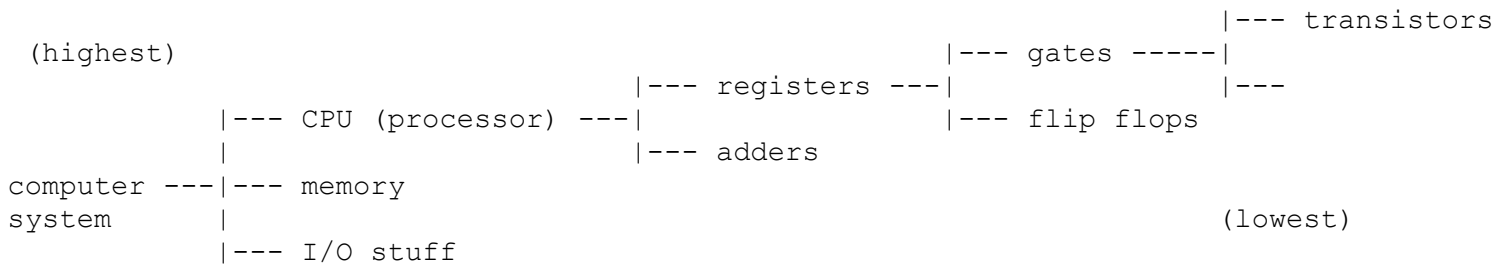 |--- transistors
(highest) |--- gates -----|
|--- registers ---| |---
|--- CPU (processor) ---| |--- flip flops
| |--- adders
computer ---|--- memory
system | (lowest)
|--- I/O stuff